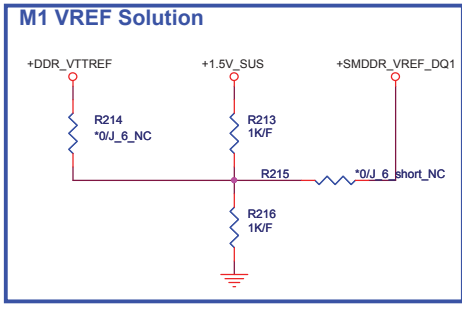 M1 VREF Solution
+DDR_VTTREF
+1.5V_SUS
+SMDDR_VREF_DQ1
R214
*0/J_6_NC
R213
1K/F
R215
*0/J_6_short_NC
R216
1K/F